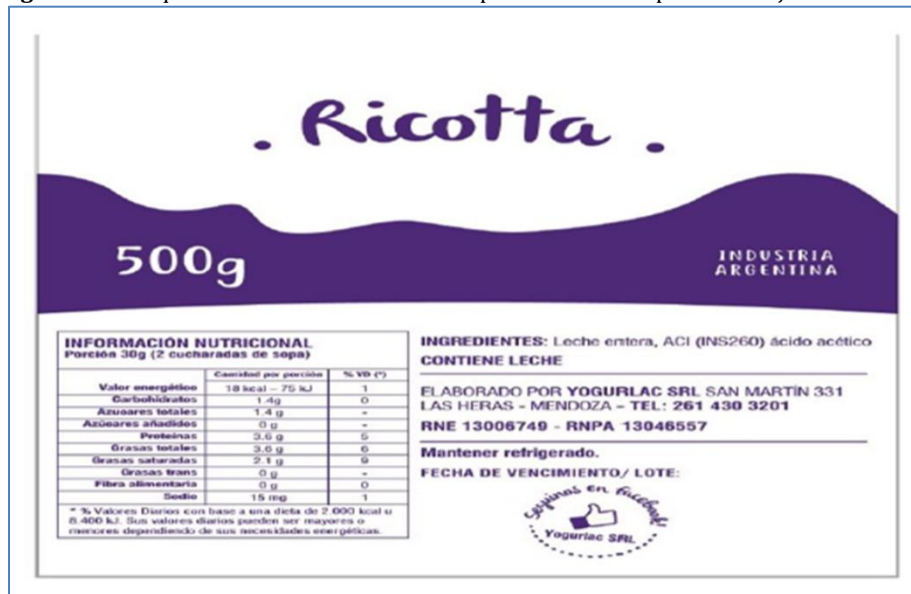 . Ricotta .
500g
INDUSTRIA
ARGENTINA
INFORMACIÓN NUTRICIONAL
Porción 30g (2 cucharadas de sopa)
Cantidad por porción % VD (*)
Valor energético 18 kcal – 75 kJ 1
Carbohidratos 1.4g 0
Azucares totales 1.4 g -
Azúcares añadidos 0 g -
Proteínas 3.6 g 5
Grasas totales 3.6 g 6
Grasas saturadas 2.1 g 9
Grasas trans 0 g -
Fibra alimentaria 0 g 0
Sodio 15 mg 1
* % Valores Diarios con base a una dieta de 2.000 kcal u
8.400 kJ. Sus valores diarios pueden ser mayores o
menores dependiendo de sus necesidades energéticas.
INGREDIENTES: Leche entera, ACI (INS260) ácido acético
CONTIENE LECHE
ELABORADO POR YOGURLAC SRL SAN MARTÍN 331
LAS HERAS - MENDOZA - TEL: 261 430 3201
RNE 13006749 - RNPA 13046557
Mantener refrigerado.
FECHA DE VENCIMIENTO/ LOTE:
Seguinos en Facebook!
Yogurlac SRL